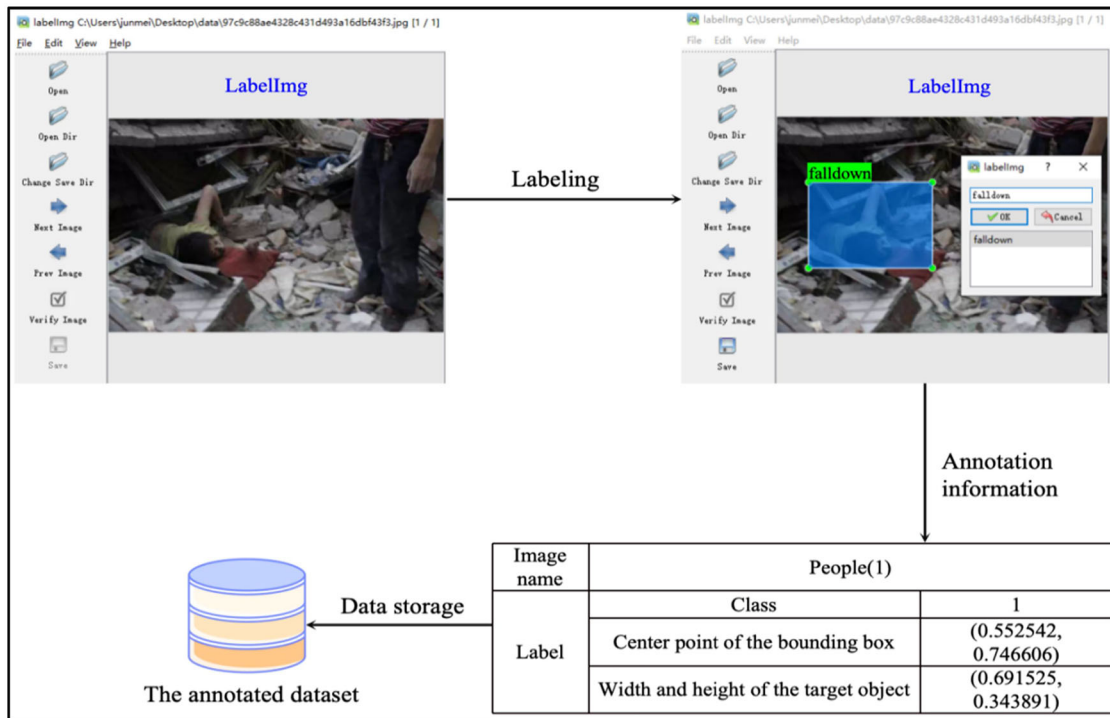 labelImg C:\Users\junmei\Desktop\data\97c9c88ae4328c431d493a16dbf43f3.jpg [1 / 1]
File Edit View Help
Open
Open Dir
Change Save Dir
Next Image
Prev Image
Verify Image
Save
LabelImg
Labeling
labelImg C:\Users\junmei\Desktop\data\97c9c88ae4328c431d493a16dbf43f3.jpg [1 / 1]
File Edit View Help
Open
Open Dir
Change Save Dir
Next Image
Prev Image
Verify Image
Save
LabelImg
falldown
labelImg ? ×
falldown
OK Cancel
falldown
Annotation
information
Image
name
People(1)
Label
Class 1
Center point of the bounding box (0.552542,
0.746606)
Width and height of the target object (0.691525,
0.343891)
Data storage
The annotated dataset